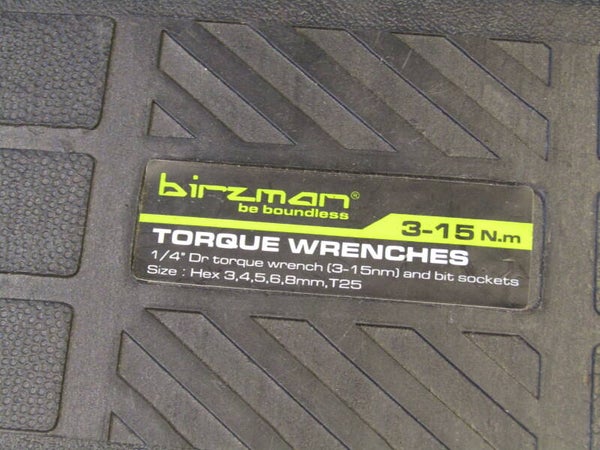 birzman®
be boundless
3-15 N.m
TORQUE WRENCHES
1/4" Dr torque wrench (3-15nm) and bit sockets
Size : Hex 3,4,5,6,8mm,T25